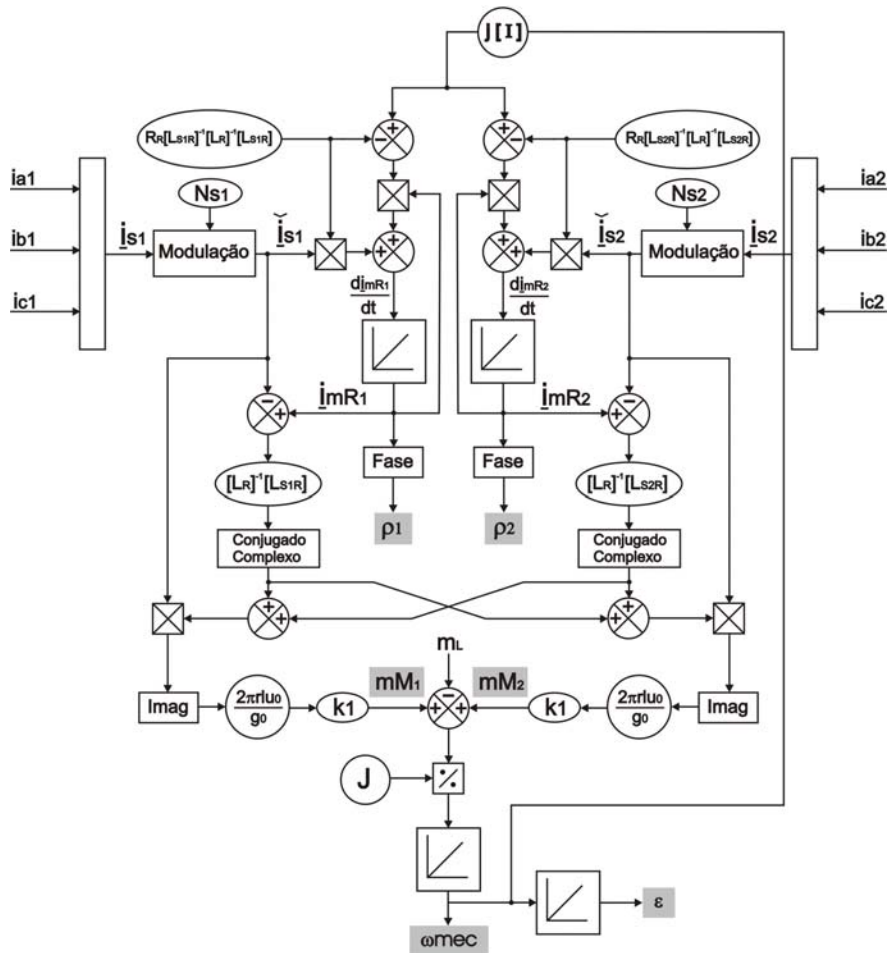 J[I]
RR[LS1R]⁻¹[LR]⁻¹[LS1R]
RR[LS2R]⁻¹[LR]⁻¹[LS2R]
− +
+ −
ia1
NS1
NS2
ia2
ib1
iS1
Modulação
ǐS1
+ +
+ +
ǐS2
Modulação
iS2
ib2
ic1
dimR1
dt
dimR2
dt
ic2
− +
imR1
imR2
− +
Fase
Fase
[LR]⁻¹[LS1R]
[LR]⁻¹[LS2R]
ρ1
ρ2
Conjugado
Complexo
Conjugado
Complexo
+ +
+ +
mL
mM1
−
mM2
Imag
2πrlu0
g0
k1
+ +
k1
2πrlu0
g0
Imag
J
ε
ωmec